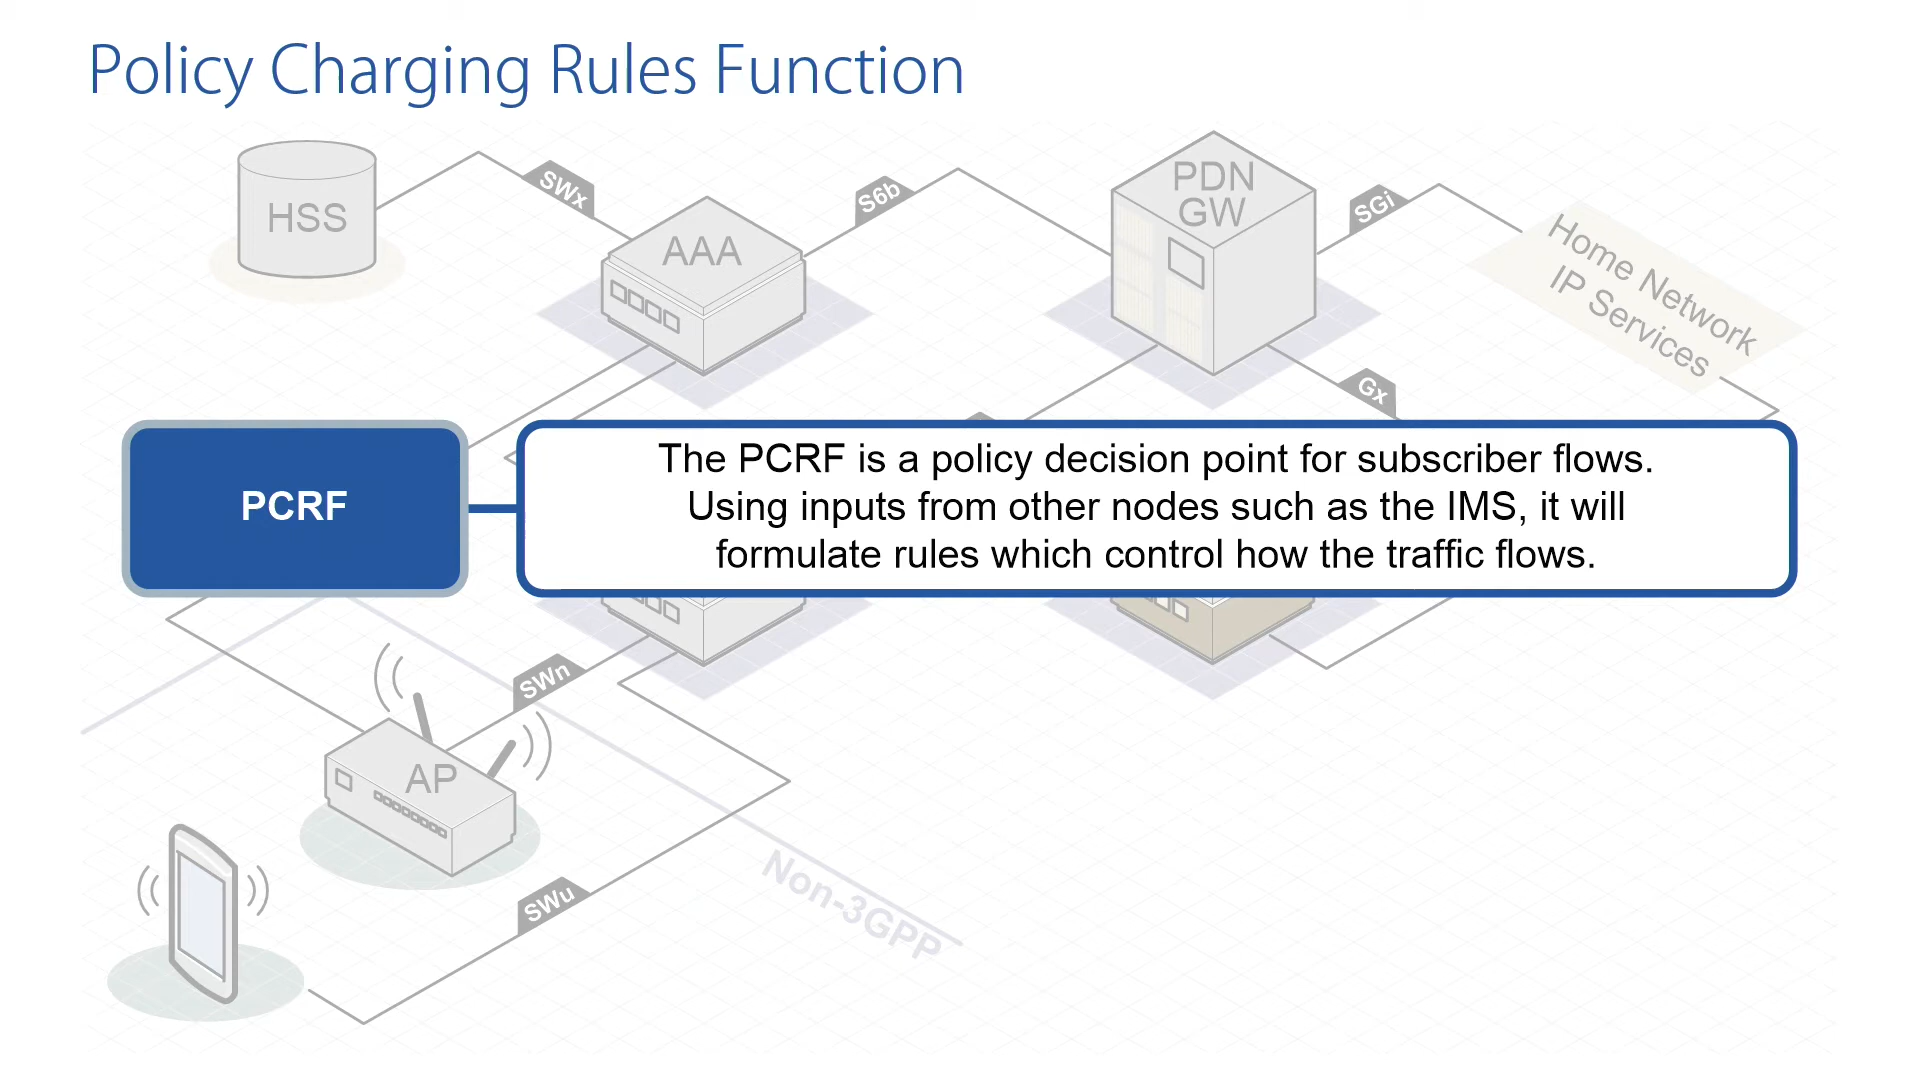 Policy Charging Rules Function
HSS
SWx
AAA
S6b
PDN
GW
SGi
Home Network
IP Services
Gx
PCRF
The PCRF is a policy decision point for subscriber flows.
Using inputs from other nodes such as the IMS, it will
formulate rules which control how the traffic flows.
SWn
AP
SWu
Non-3GPP